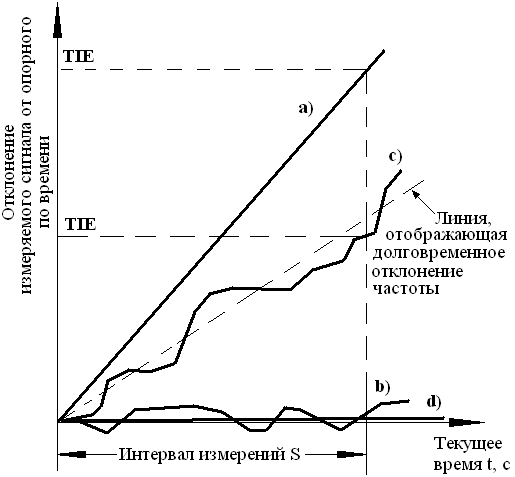 Отклонение
измеряемого сигнала от опорного
по времени
TIE
a)
c)
TIE
Линия,
отображающая
долговременное
отклонение
частоты
b)
d)
Интервал измерений S
Текущее
время t, с